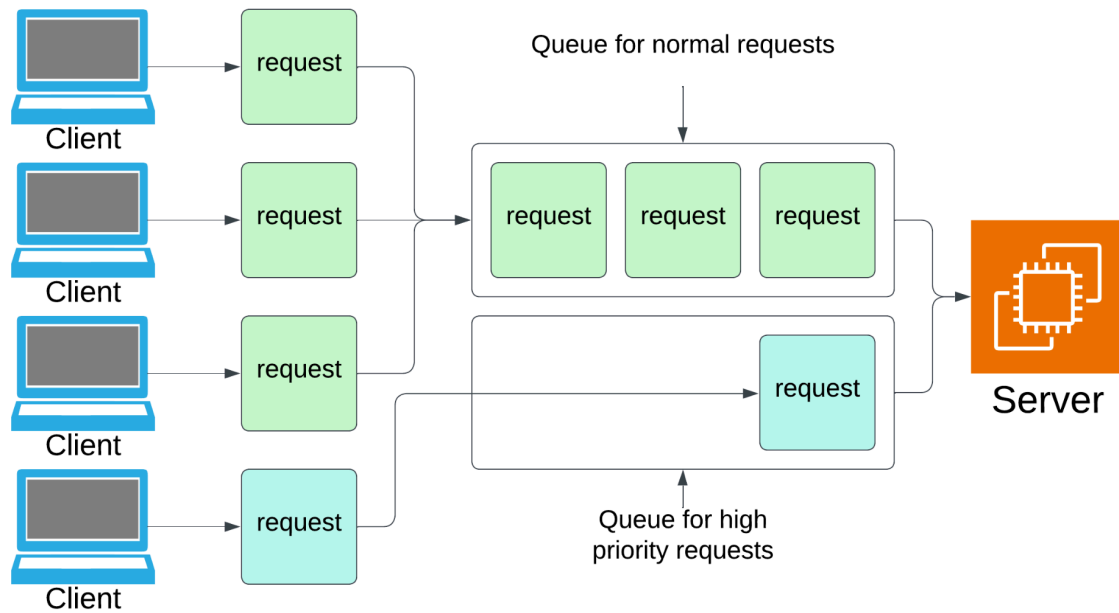 request
Queue for normal requests
Client
request
Client
request
request
request
request
Client
request
request
Server
Client
request
Queue for high
priority requests